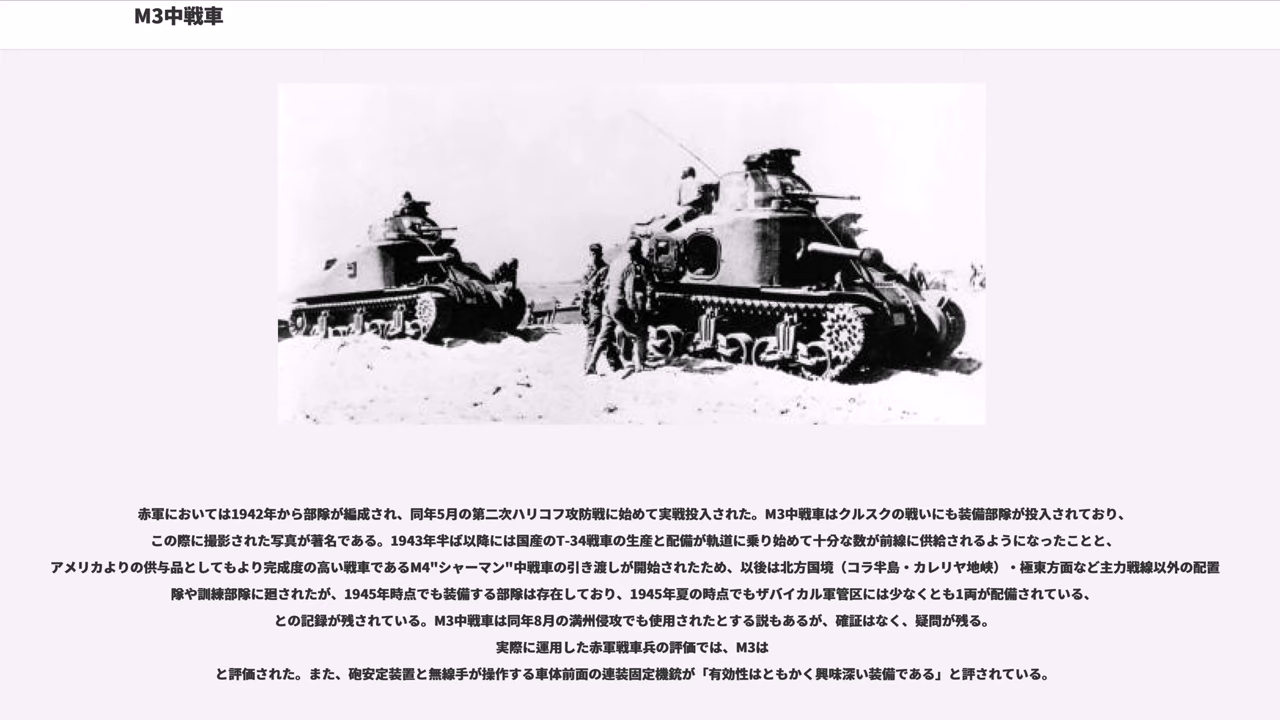 M3中戦車
赤軍においては1942年から部隊が編成され、同年5月の第二次ハリコフ攻防戦に始めて実戦投入された。M3中戦車はクルスクの戦いにも装備部隊が投入されており、
この際に撮影された写真が著名である。1943年半ば以降には国産のT-34戦車の生産と配備が軌道に乗り始めて十分な数が前線に供給されるようになったことと、
アメリカよりの供与品としてもより完成度の高い戦車であるM4"シャーマン"中戦車の引き渡しが開始されたため、以後は北方国境（コラ半島・カレリヤ地峡）・極東方面など主力戦線以外の配置
隊や訓練部隊に廻されたが、1945年時点でも装備する部隊は存在しており、1945年夏の時点でもザバイカル軍管区には少なくとも1両が配備されている、
との記録が残されている。M3中戦車は同年8月の満州侵攻でも使用されたとする説もあるが、確証はなく、疑問が残る。
実際に運用した赤軍戦車兵の評価では、M3は
と評価された。また、砲安定装置と無線手が操作する車体前面の連装固定機銃が「有効性はともかく興味深い装備である」と評されている。